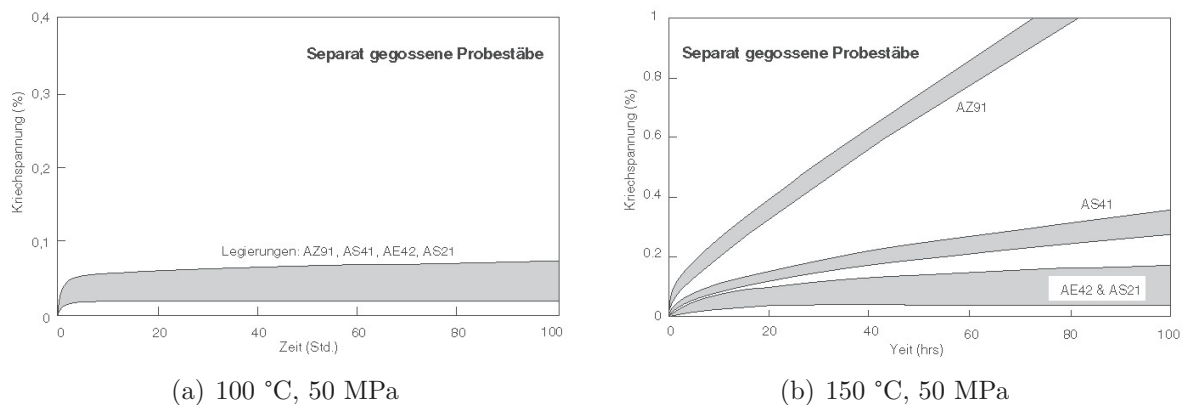 0,4
Separat gegossene Probestäbe
0,3
Kriechspannung (%)
0,2
0,1
Legierungen: AZ91, AS41, AE42, AS21
0
0 20 40 60 80 100
Zeit (Std.)
(a) 100 °C, 50 MPa
1
Separat gegossene Probestäbe
0.8
AZ91
Kriechspannung (%)
0.6
0.4
AS41
0.2
AE42 & AS21
0
0 20 40 60 80 100
Yeit (hrs)
(b) 150 °C, 50 MPa